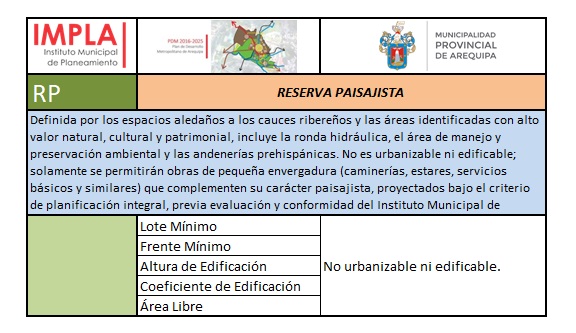 IMPLA
Instituto Municipal
de Planeamiento
PDM 2016-2025
Plan de Desarrollo
Metropolitano de Arequipa
MUNICIPALIDAD
PROVINCIAL
DE AREQUIPA
RP
RESERVA PAISAJISTA
Definida por los espacios aledaños a los cauces ribereños y las áreas identificadas con alto
valor natural, cultural y patrimonial, incluye la ronda hidráulica, el área de manejo y
preservación ambiental y las andenerías prehispánicas. No es urbanizable ni edificable;
solamente se permitirán obras de pequeña envergadura (caminerías, estares, servicios
básicos y similares) que complementen su carácter paisajista, proyectados bajo el criterio
de planificación integral, previa evaluación y conformidad del Instituto Municipal de
Lote Mínimo
Frente Mínimo
Altura de Edificación
No urbanizable ni edificable.
Coeficiente de Edificación
Área Libre